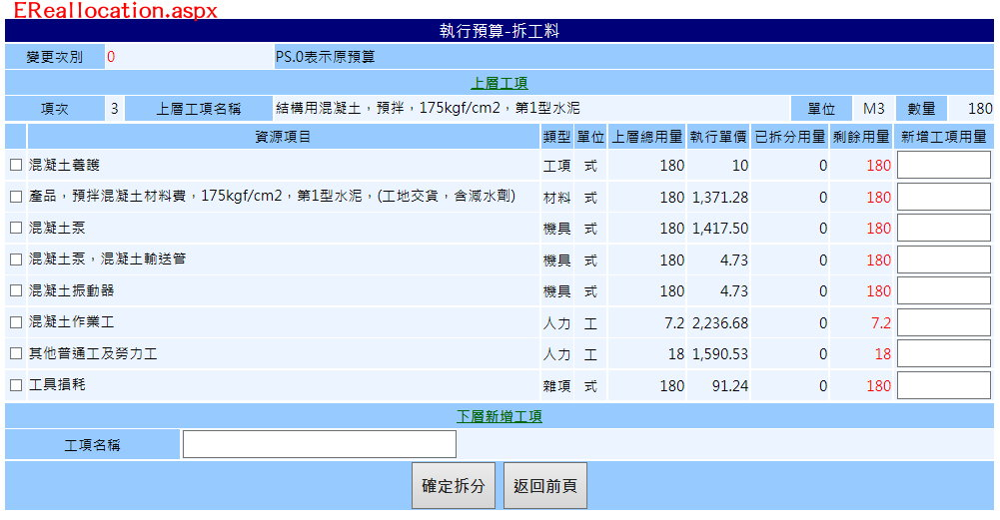 EReallocation.aspx
執行預算-拆工料
變更次別 0 PS.0表示原預算
上層工項
項次 3 上層工項名稱 結構用混凝土，預拌，175kgf/cm2，第1型水泥 單位 M3 數量 180
資源項目 類型 單位 上層總用量 執行單價 已拆分用量 剩餘用量 新增工項用量
混凝土養護 工項 式 180 10 0 180
產品，預拌混凝土材料費，175kgf/cm2，第1型水泥，(工地交貨，含減水劑) 材料 式 180 1,371.28 0 180
混凝土泵 機具 式 180 1,417.50 0 180
混凝土泵，混凝土輸送管 機具 式 180 4.73 0 180
混凝土振動器 機具 式 180 4.73 0 180
混凝土作業工 人力 工 7.2 2,236.68 0 7.2
其他普通工及勞力工 人力 工 18 1,590.53 0 18
工具損耗 雜項 式 180 91.24 0 180
下層新增工項
工項名稱
確定拆分 返回前頁